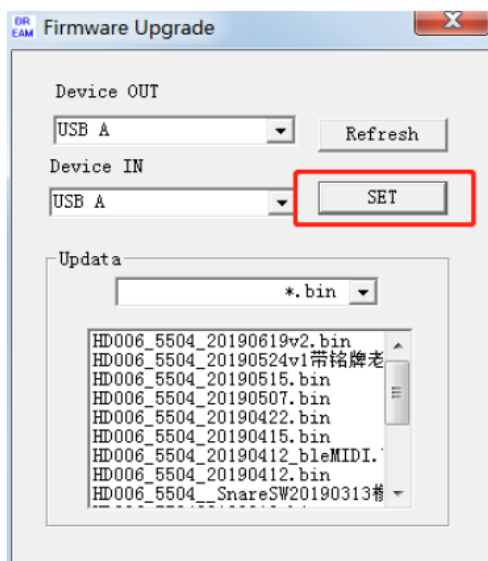 DR
EAM
Firmware Upgrade
Device OUT
USB A
Refresh
Device IN
USB A
SET
Updata
*.bin
HD006_5504_20190619v2.bin
HD006_5504_20190524v1带铭牌老
HD006_5504_20190515.bin
HD006_5504_20190507.bin
HD006_5504_20190422.bin
HD006_5504_20190415.bin
HD006_5504_20190412_bleMIDI.
HD006_5504_20190412.bin
HD006_5504__SnareSW20190313